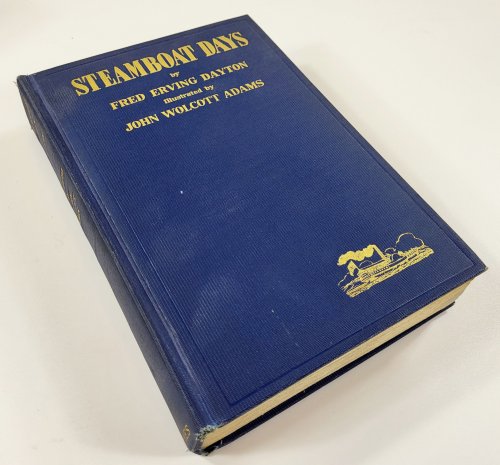 STEAMBOAT DAYS
by
FRED ERVING DAYTON
Illustrated by
JOHN WOLCOTT ADAMS